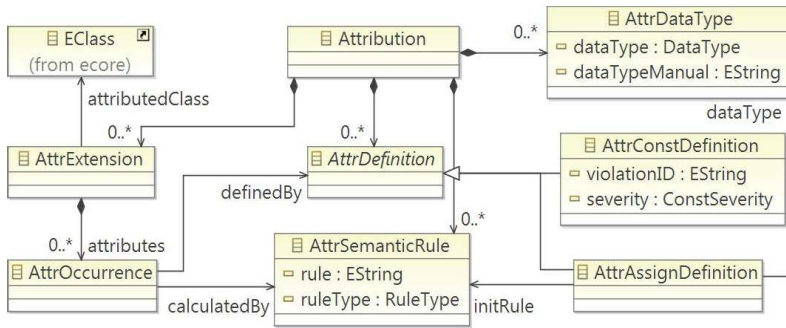 EClass
(from ecore)
Attribution
0..*
AttrDataType
dataType : DataType
dataTypeManual : EString
attributedClass
dataType
0..*
0..*
AttrExtension
AttrDefinition
AttrConstDefinition
violationID : EString
severity : ConstSeverity
definedBy
0..*
0..*
attributes
AttrOccurrence
AttrSemanticRule
rule : EString
ruleType : RuleType
AttrAssignDefinition
calculatedBy
initRule